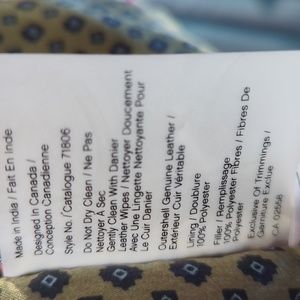 Made in India / Fait En Inde
Designed In Canada /
Conception Canadienne
Style No. / Catalogue 71806
Do Not Dry Clean / Ne Pas
Nettoyer À Sec
Gently Clean With Danier
Leather Wipes / Nettoyer Doucement
Avec Une Lingette Nettoyante Pour
Le Cuir Danier
Outershell Genuine Leather /
Extérieur Cuir Véritable
Lining / Doublure
100% Polyester
Filler / Remplissage
100% Polyester Fibres / Fibres De
Polyester
Exclusive Of Trimmings /
Garniture Exclue
CA 02558